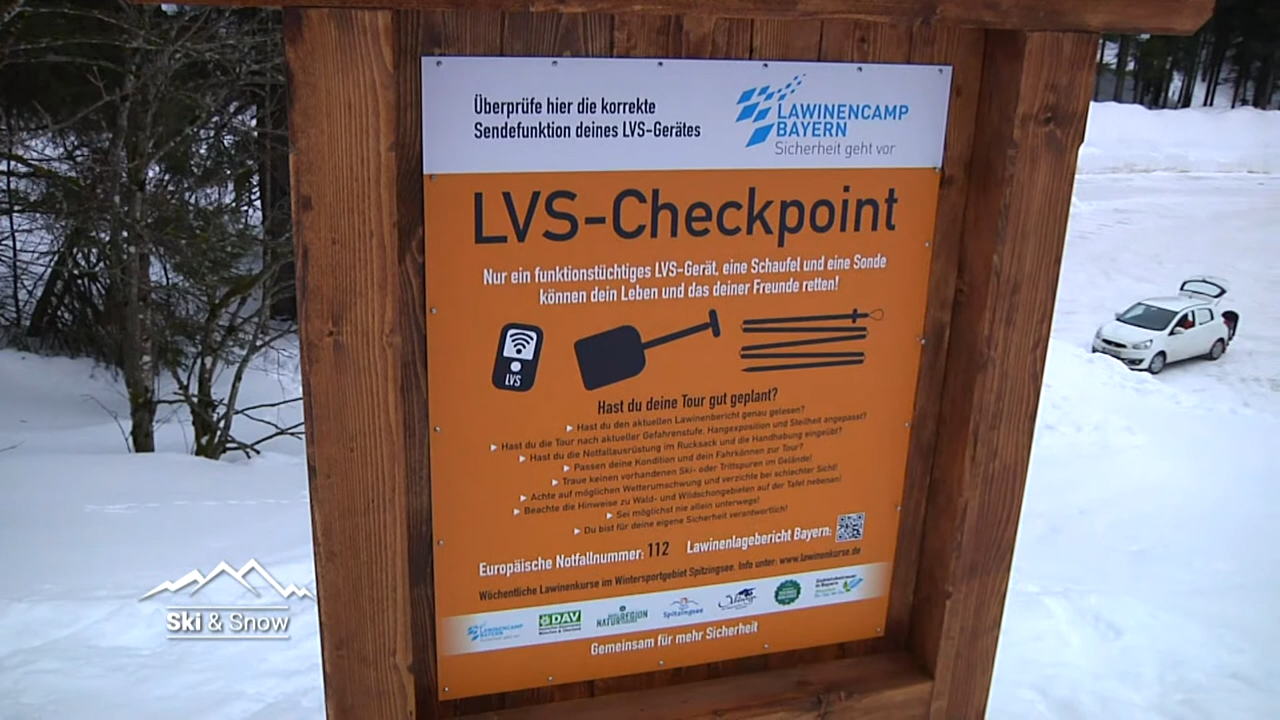 Überprüfe hier die korrekte
Sendefunktion deines LVS-Gerätes
LAWINENCAMP
BAYERN
Sicherheit geht vor
LVS-Checkpoint
Nur ein funktionstüchtiges LVS-Gerät, eine Schaufel und eine Sonde
können dein Leben und das deiner Freunde retten!
LVS
Hast du deine Tour gut geplant?
Hast du den aktuellen Lawinenbericht genau gelesen?
Hast du die Tour nach aktueller Gefahrenstufe, Hangexposition und Steilheit angepasst?
Hast du die Notfallausrüstung im Rucksack und die Handhabung eingeübt?
Passen deine Kondition und dein Fahrkönnen zur Tour?
Traue keinen vorhandenen Ski- oder Trittspuren im Gelände!
Achte auf möglichen Wetterumschwung und verzichte bei schlechter Sicht!
Beachte die Hinweise zu Wald- und Wildschongebieten auf der Tafel nebenan!
Sei möglichst nie allein unterwegs!
Du bist für deine eigene Sicherheit verantwortlich!
Europäische Notfallnummer: 112 Lawinenlagebericht Bayern:
Wöchentliche Lawinenkurse im Wintersportgebiet Spitzingsee. Info unter: www.lawinenkurse.de
LAWINENCAMP
BAYERN
DAV
REGION
NATUR
Spitzingsee
Gemeinsam für mehr Sicherheit
Ski & Snow